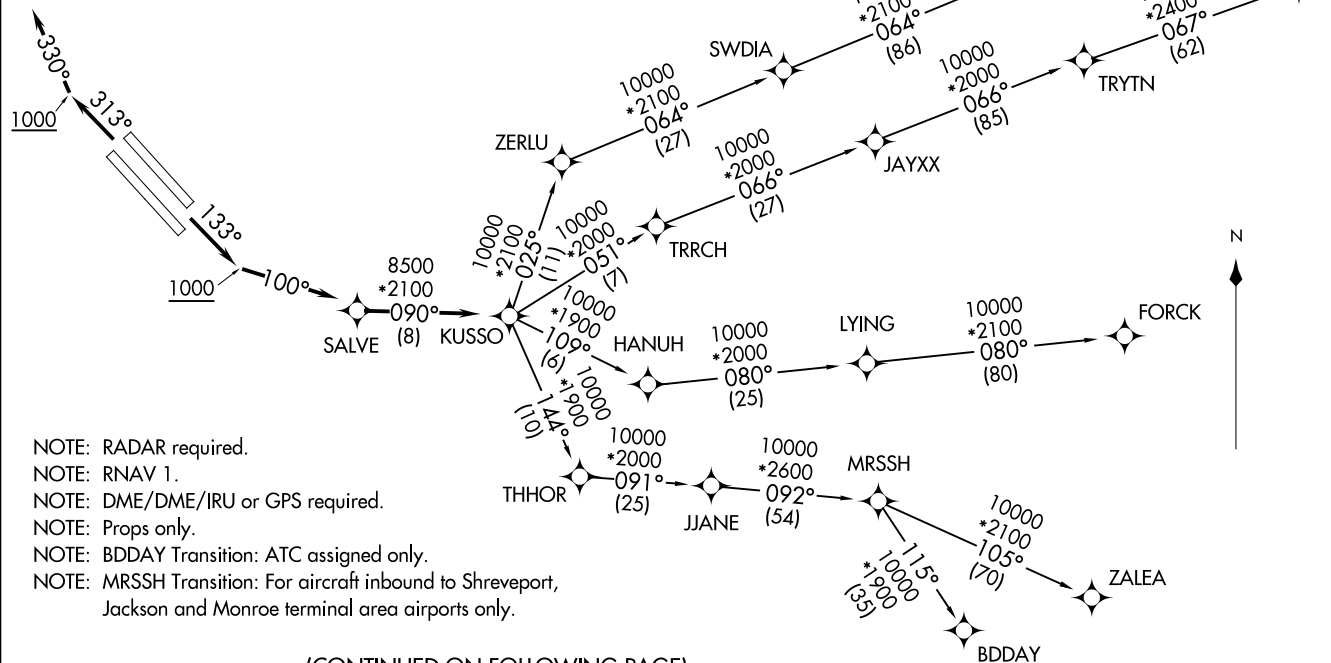 *2100
064°
(86)
*2400
067°
(62)
330°
1000
313°
133°
1000
100°
SALVE
8500
*2100
090°
(8)
KUSSO
10000
*2100
025°
(11)
ZERLU
10000
*2100
064°
(27)
SWDIA
10000
*2000
051°
(7)
TRRCH
10000
*2000
066°
(27)
JAYXX
10000
*2000
066°
(85)
TRYTN
N
10000
*1900
109°
(6)
HANUH
10000
*2000
080°
(25)
LYING
10000
*2100
080°
(80)
FORCK
10000
*1900
144°
(10)
THHOR
10000
*2000
091°
(25)
JJANE
10000
*2600
092°
(54)
MRSSH
10000
*2100
105°
(70)
ZALEA
115°
10000
*1900
(35)
BDDAY
NOTE: RADAR required.
NOTE: RNAV 1.
NOTE: DME/DME/IRU or GPS required.
NOTE: Props only.
NOTE: BDDAY Transition: ATC assigned only.
NOTE: MRSSH Transition: For aircraft inbound to Shreveport,
Jackson and Monroe terminal area airports only.
(CONTINUED ON FOLLOWING PAGE)